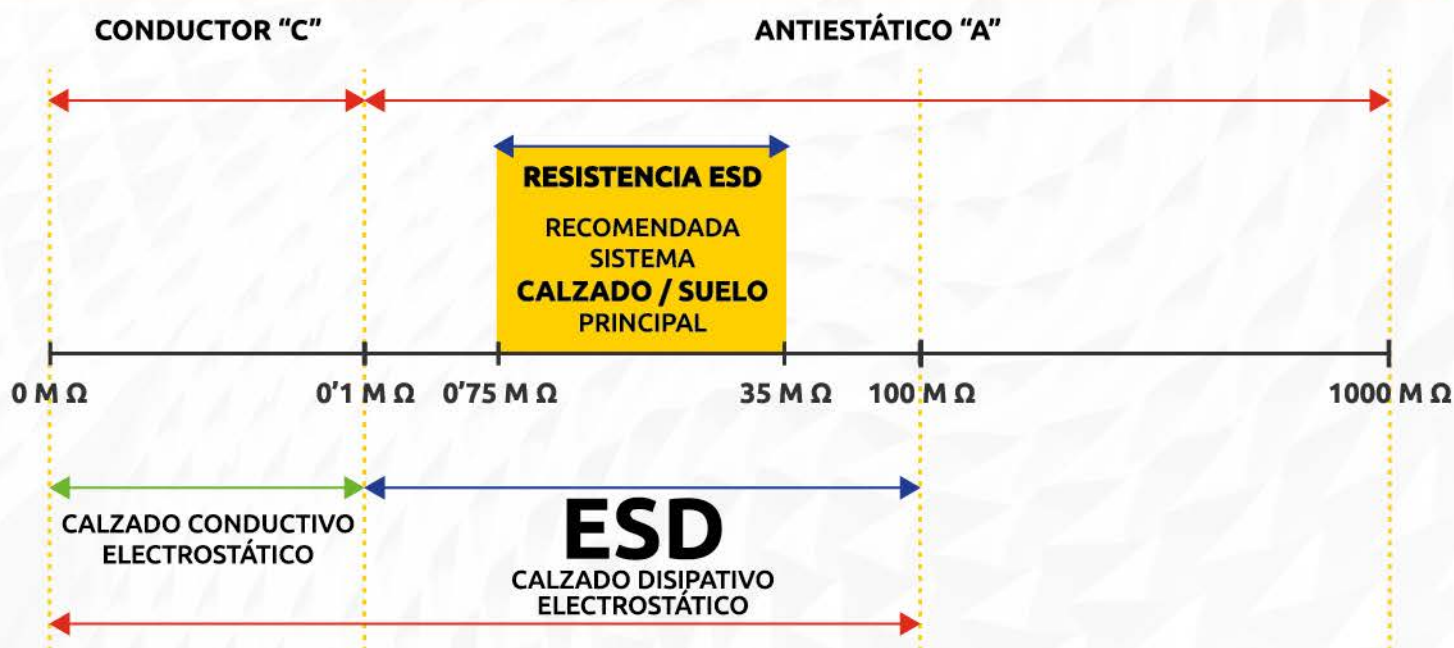 CONDUCTOR “C”
ANTIESTÁTICO “A”
RESISTENCIA ESD
RECOMENDADA
SISTEMA
CALZADO / SUELO
PRINCIPAL
0 M Ω
0’1 M Ω
0’75 M Ω
35 M Ω
100 M Ω
1000 M Ω
CALZADO CONDUCTIVO
ELECTROSTÁTICO
ESD
CALZADO DISIPATIVO
ELECTROSTÁTICO